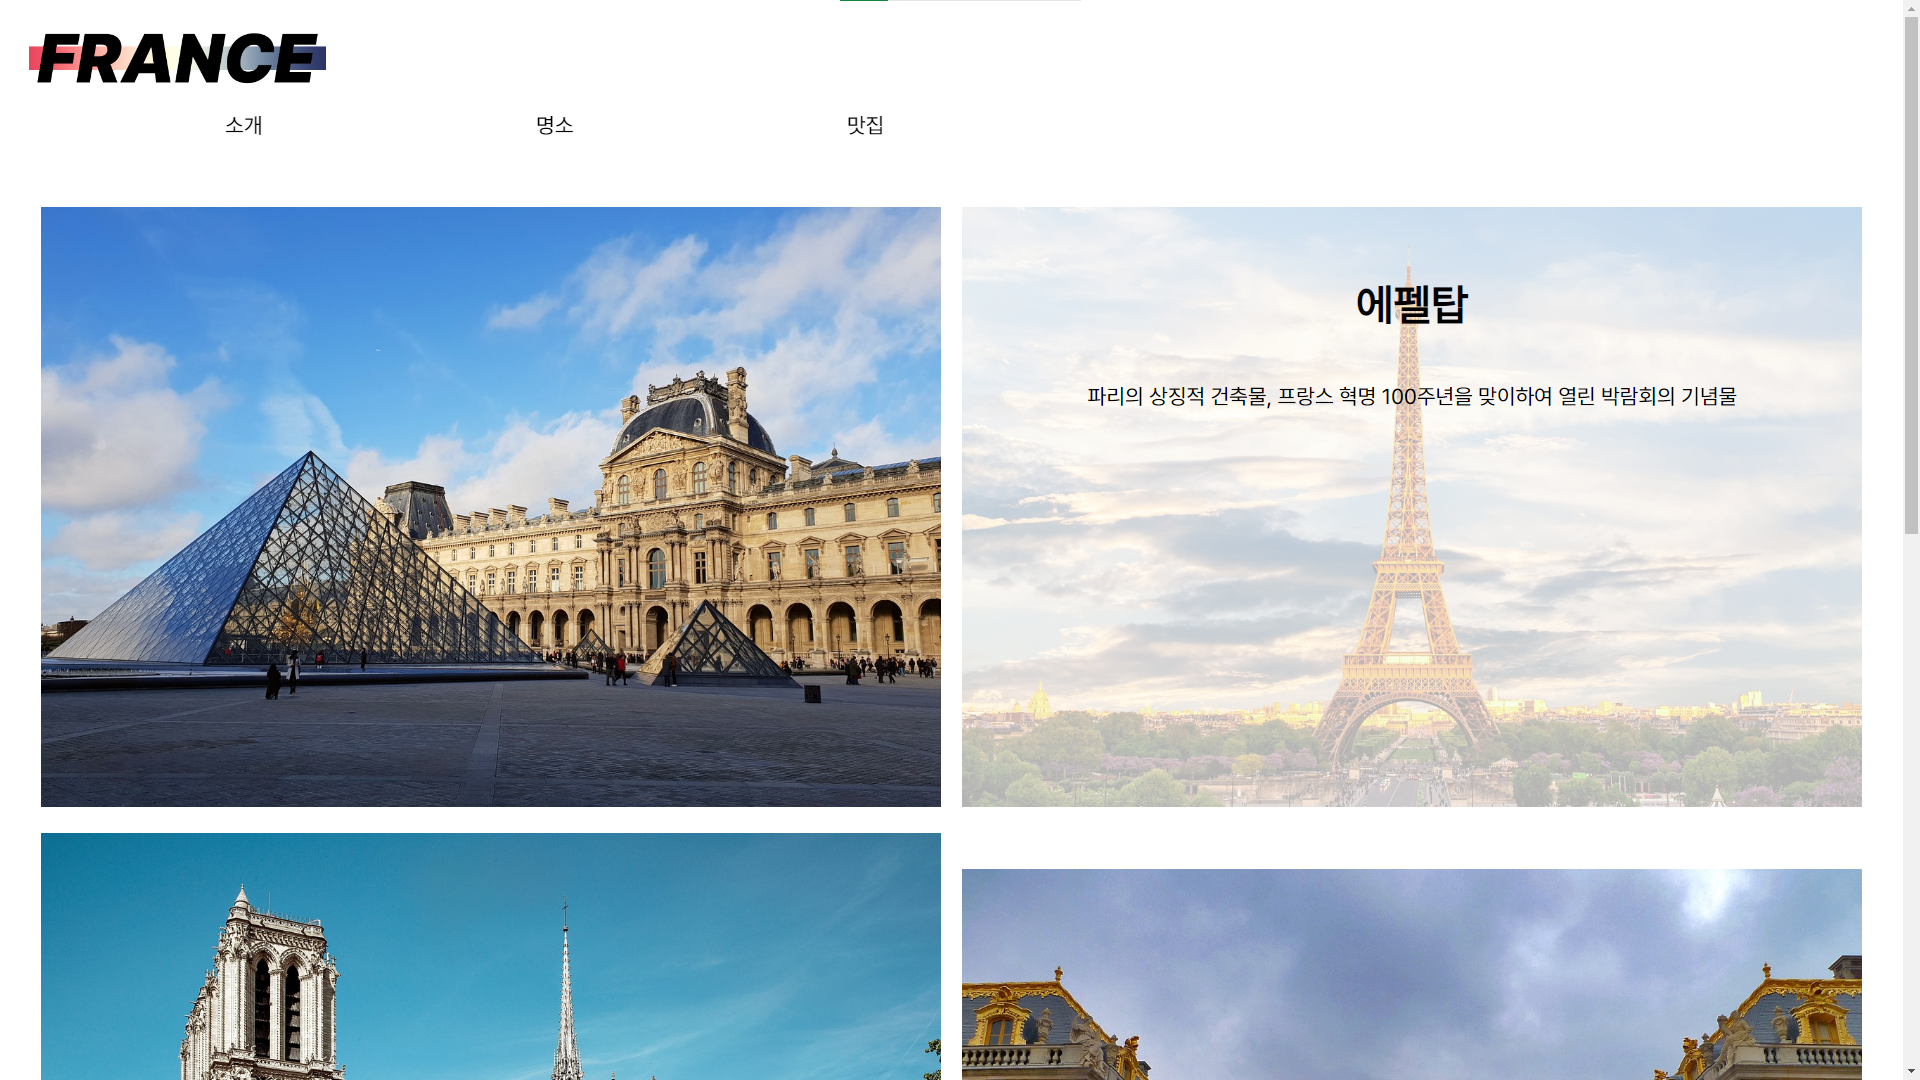 FRANCE
소개
명소
맛집
에펠탑
파리의 상징적 건축물, 프랑스 혁명 100주년을 맞이하여 열린 박람회의 기념물